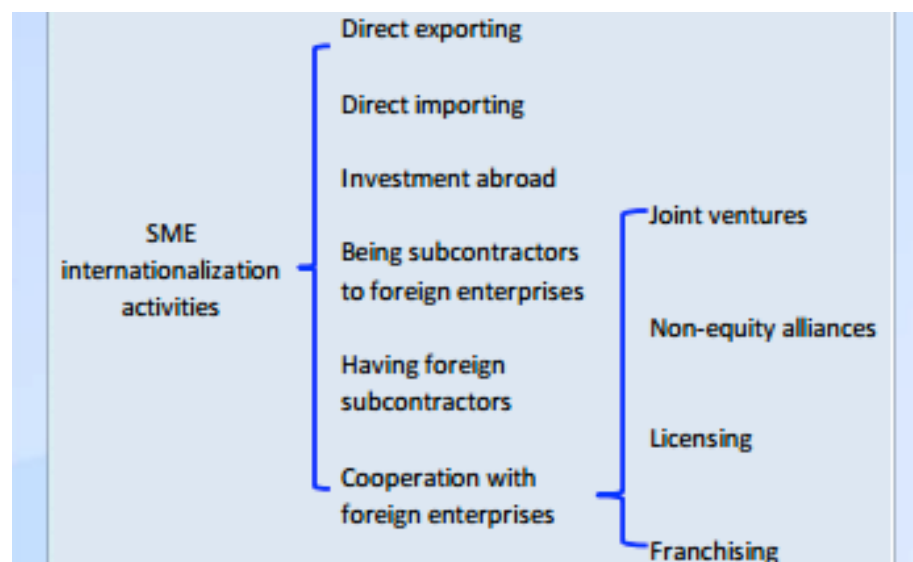 Direct exporting
Direct importing
Investment abroad
SME
internationalization
activities
Being subcontractors
to foreign enterprises
Having foreign
subcontractors
Cooperation with
foreign enterprises
Joint ventures
Non-equity alliances
Licensing
Franchising